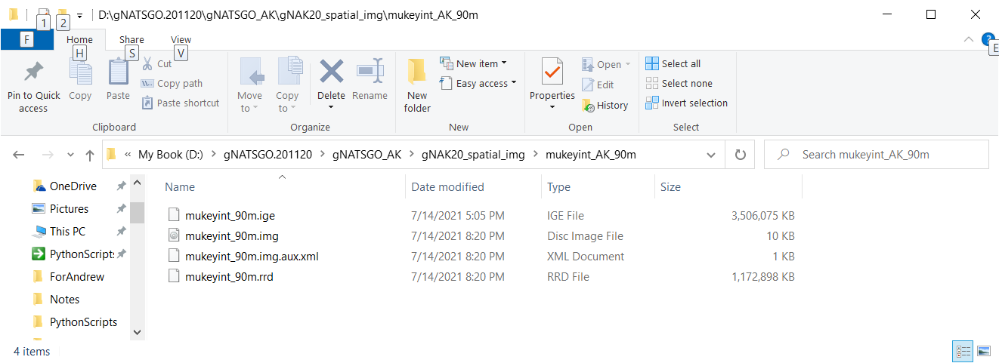 D:\gNATSGO.201120\gNATSGO_AK\gNAK20_spatial_img\mukeyint_AK_90m
1 2
F Home Share View ?
H S V E
Pin to Quick access
Copy
Paste
Cut
Copy path
Paste shortcut
Clipboard
Move to
Copy to
Delete
Rename
Organize
New folder
New item
Easy access
New
Properties
Open
Edit
History
Open
Select all
Select none
Invert selection
Select
« My Book (D:) > gNATSGO.201120 > gNATSGO_AK > gNAK20_spatial_img > mukeyint_AK_90m
Search mukeyint_AK_90m
OneDrive
Pictures
This PC
PythonScripts
ForAndrew
Notes
PythonScripts
Name Date modified Type Size
mukeyint_90m.ige 7/14/2021 5:05 PM IGE File 3,506,075 KB
mukeyint_90m.img 7/14/2021 8:20 PM Disc Image File 10 KB
mukeyint_90m.img.aux.xml 7/14/2021 8:20 PM XML Document 1 KB
mukeyint_90m.rrd 7/14/2021 8:20 PM RRD File 1,172,898 KB
4 items